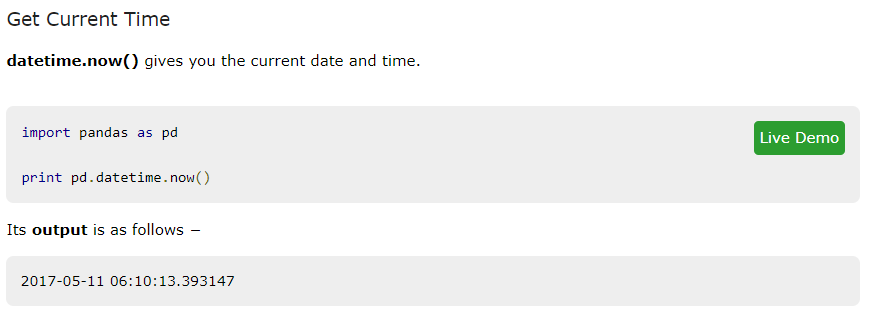 Get Current Time
datetime.now() gives you the current date and time.
import pandas as pd
Live Demo
print pd.datetime.now()
Its output is as follows −
2017-05-11 06:10:13.393147